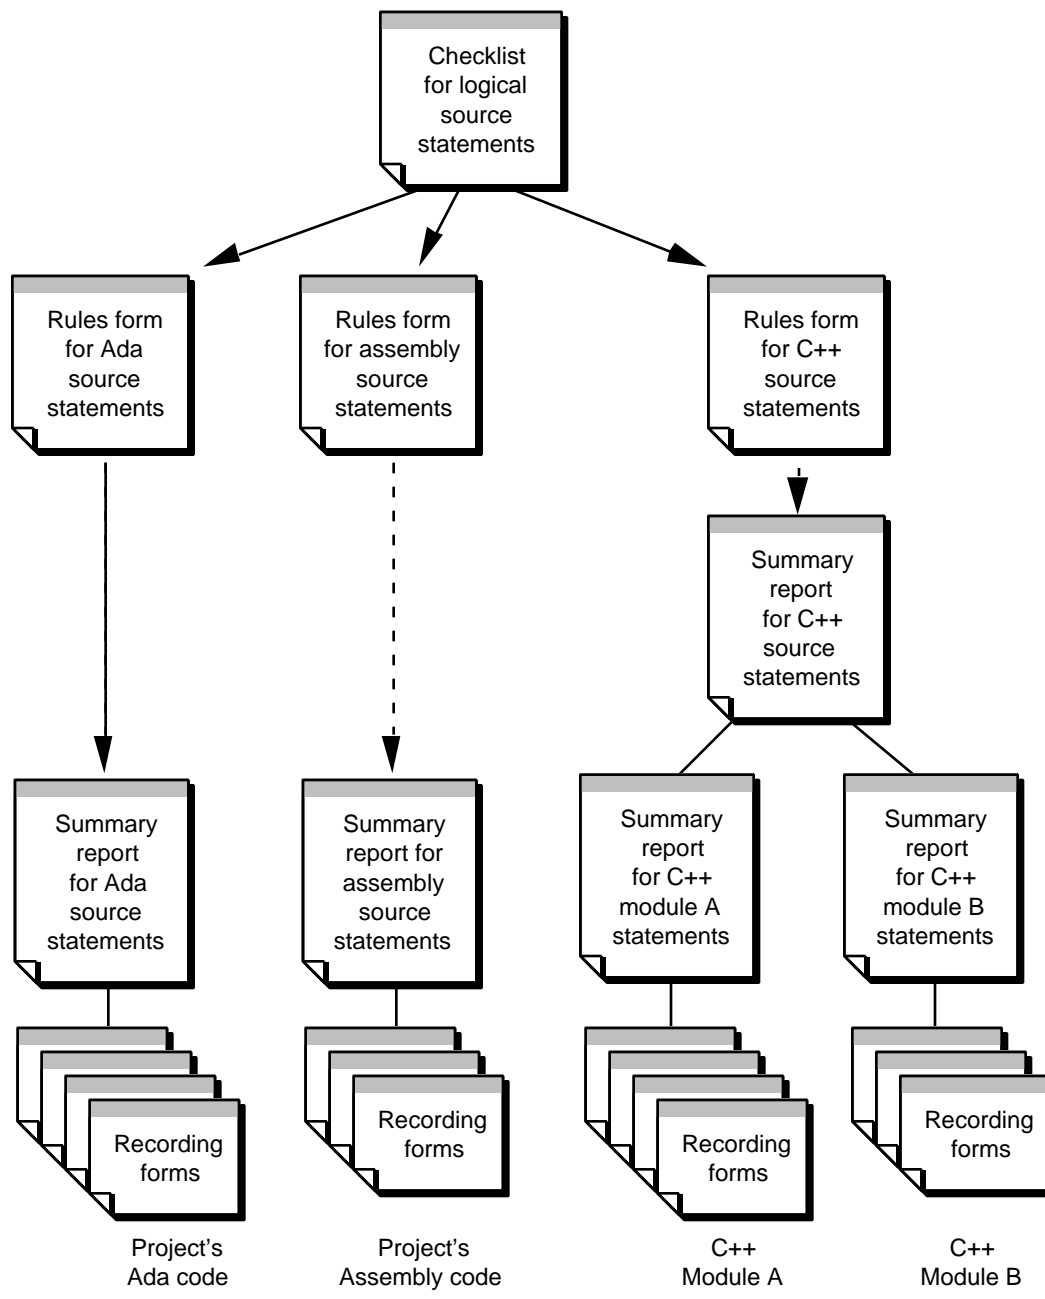 Checklist
for logical
source
statements
Rules form
for Ada
source
statements
Rules form
for assembly
source
statements
Rules form
for C++
source
statements
Summary
report
for C++
source
statements
Summary
report
for Ada
source
statements
Summary
report for
assembly
source
statements
Summary
report
for C++
module A
statements
Summary
report
for C++
module B
statements
Recording
forms
Recording
forms
Recording
forms
Recording
forms
Project's
Ada code
Project's
Assembly code
C++
Module A
C++
Module B